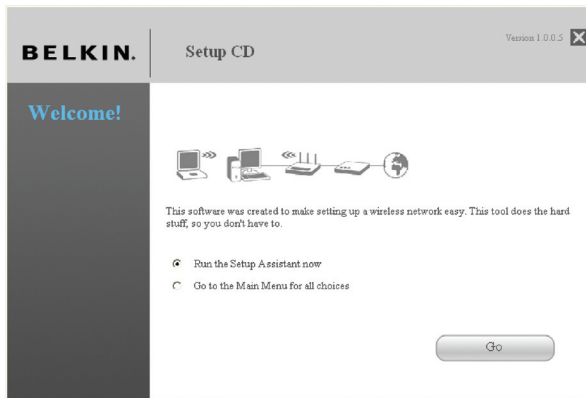 BELKIN.
Setup CD
Version 1.0.0.5
Welcome!
This software was created to make setting up a wireless network easy. This tool does the hard
stuff, so you don't have to.
Run the Setup Assistant now
Go to the Main Menu for all choices
Go